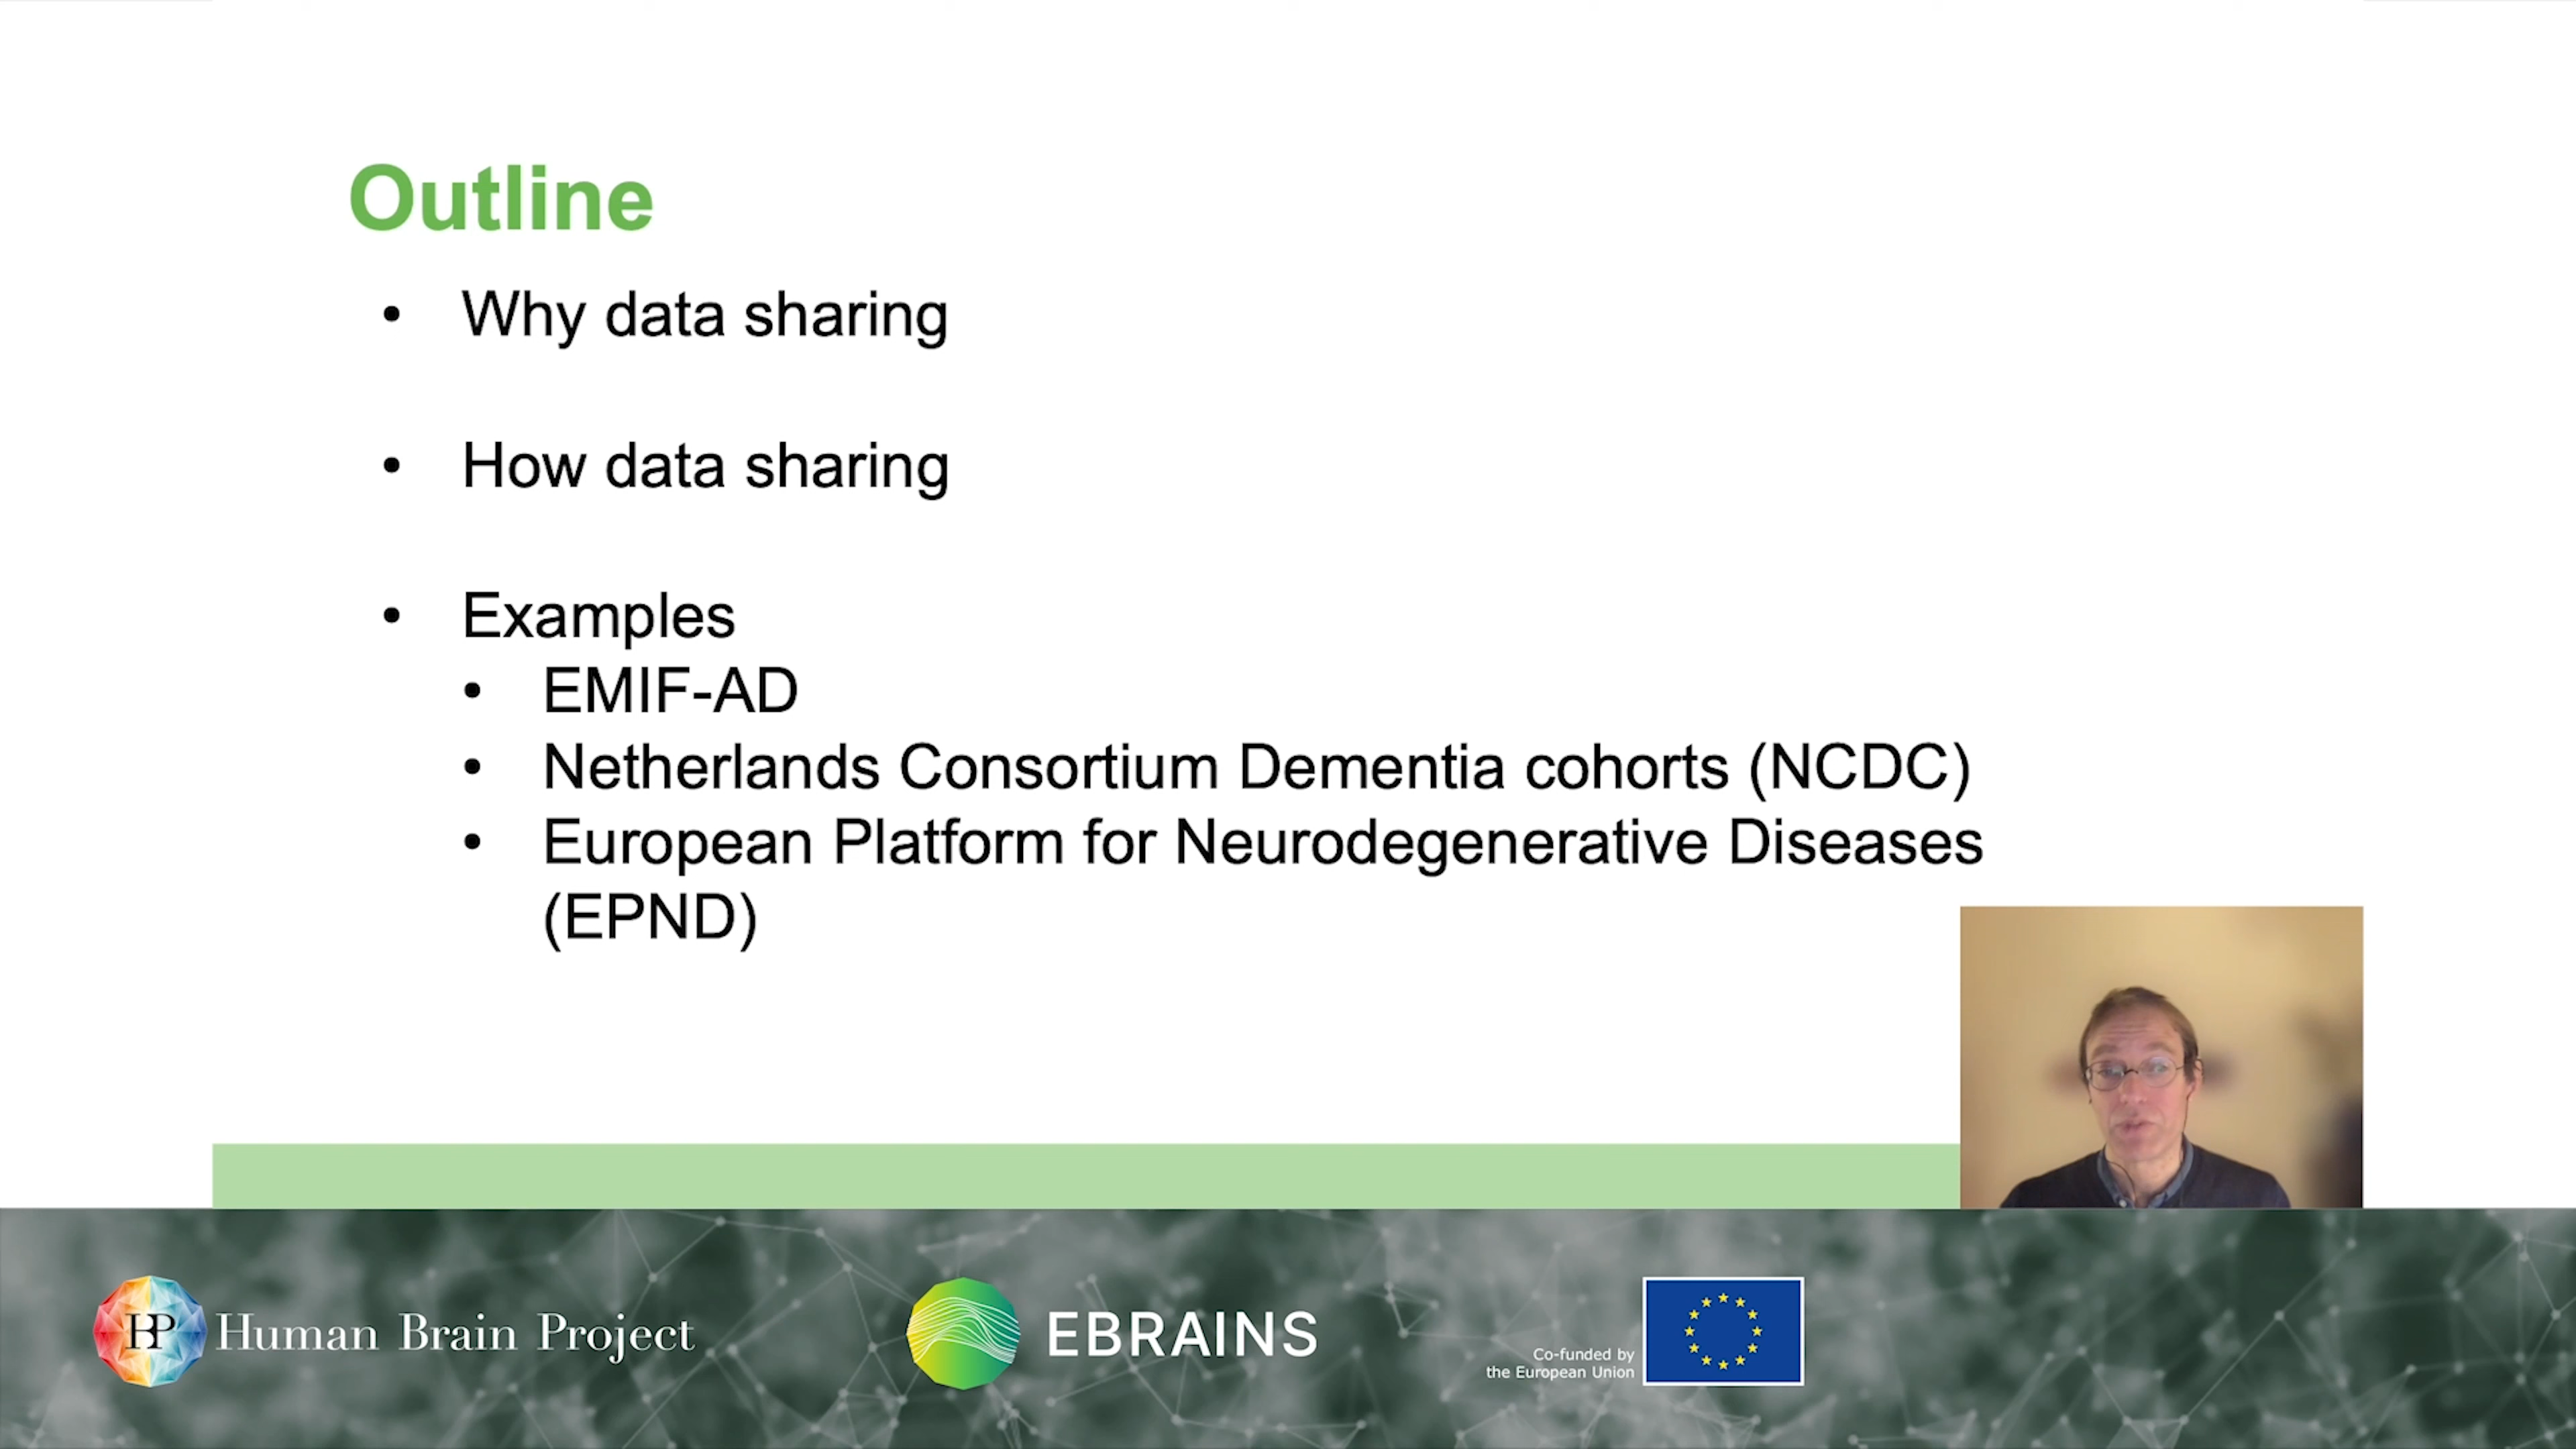 Outline
• Why data sharing
• How data sharing
• Examples
• EMIF-AD
• Netherlands Consortium Dementia cohorts (NCDC)
• European Platform for Neurodegenerative Diseases
(EPND)
HBP Human Brain Project
EBRAINS
Co-funded by
the European Union